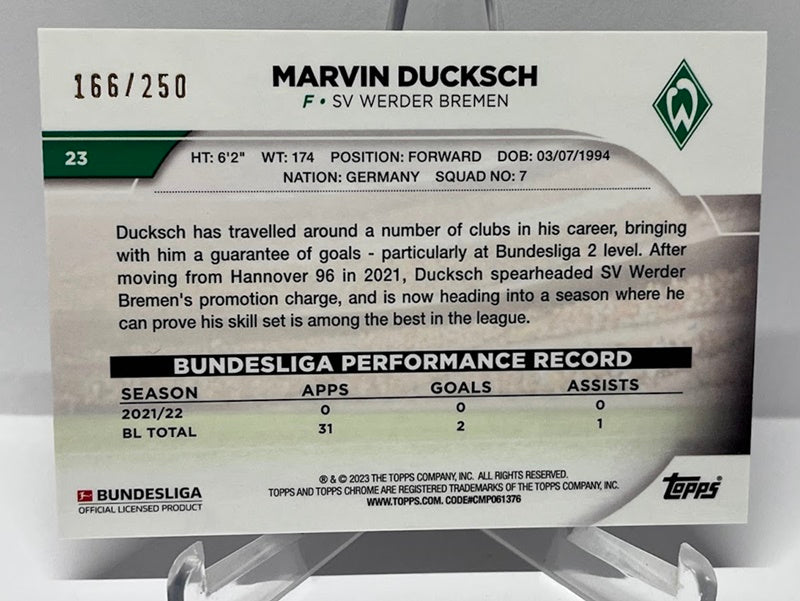 166/250
MARVIN DUCKSCH
F • SV WERDER BREMEN
W
23
HT: 6'2" WT: 174 POSITION: FORWARD DOB: 03/07/1994
NATION: GERMANY SQUAD NO: 7
Ducksch has travelled around a number of clubs in his career, bringing
with him a guarantee of goals - particularly at Bundesliga 2 level. After
moving from Hannover 96 in 2021, Ducksch spearheaded SV Werder
Bremen's promotion charge, and is now heading into a season where he
can prove his skill set is among the best in the league.
BUNDESLIGA PERFORMANCE RECORD
SEASON APPS GOALS ASSISTS
2021/22 0 0 0
BL TOTAL 31 2 1
BUNDESLIGA
OFFICIAL LICENSED PRODUCT
® & © 2023 THE TOPPS COMPANY, INC. ALL RIGHTS RESERVED.
TOPPS AND TOPPS CHROME ARE REGISTERED TRADEMARKS OF THE TOPPS COMPANY, INC.
WWW.TOPPS.COM. CODE#CMP061376
Topps